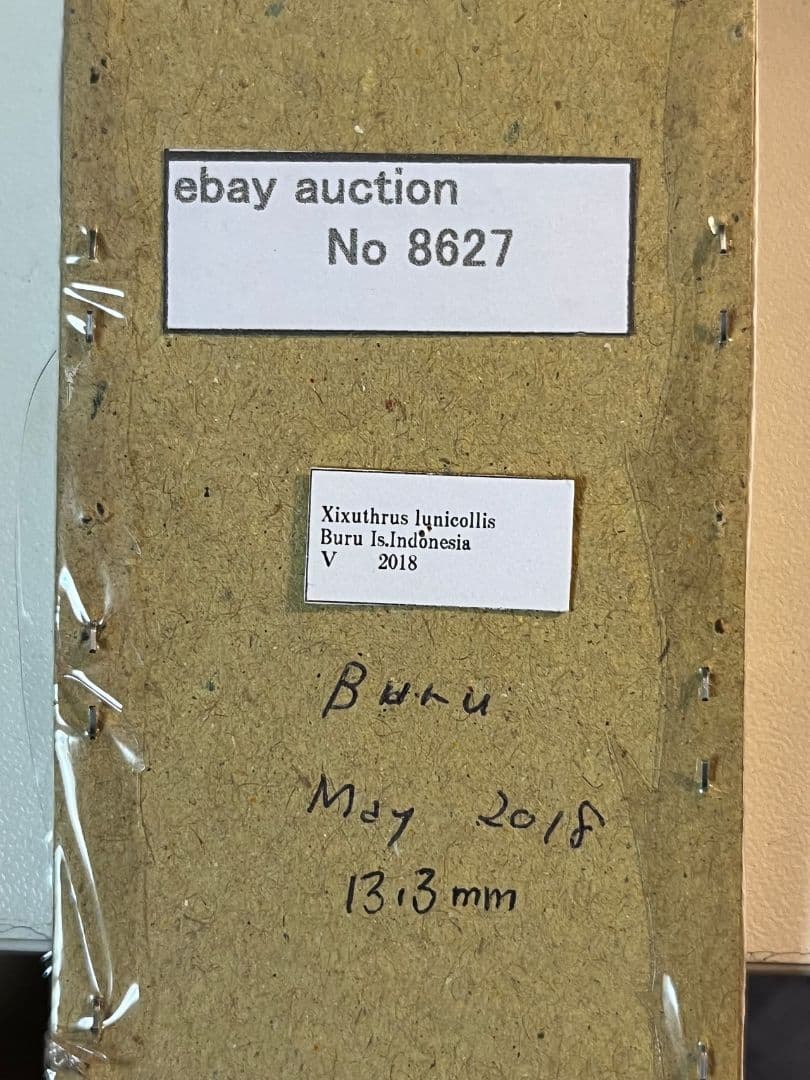 ebay auction
No 8627
Xixuthrus lunicollis
Buru Is.Indonesia
V 2018
Buru
May 2018
13.3mm